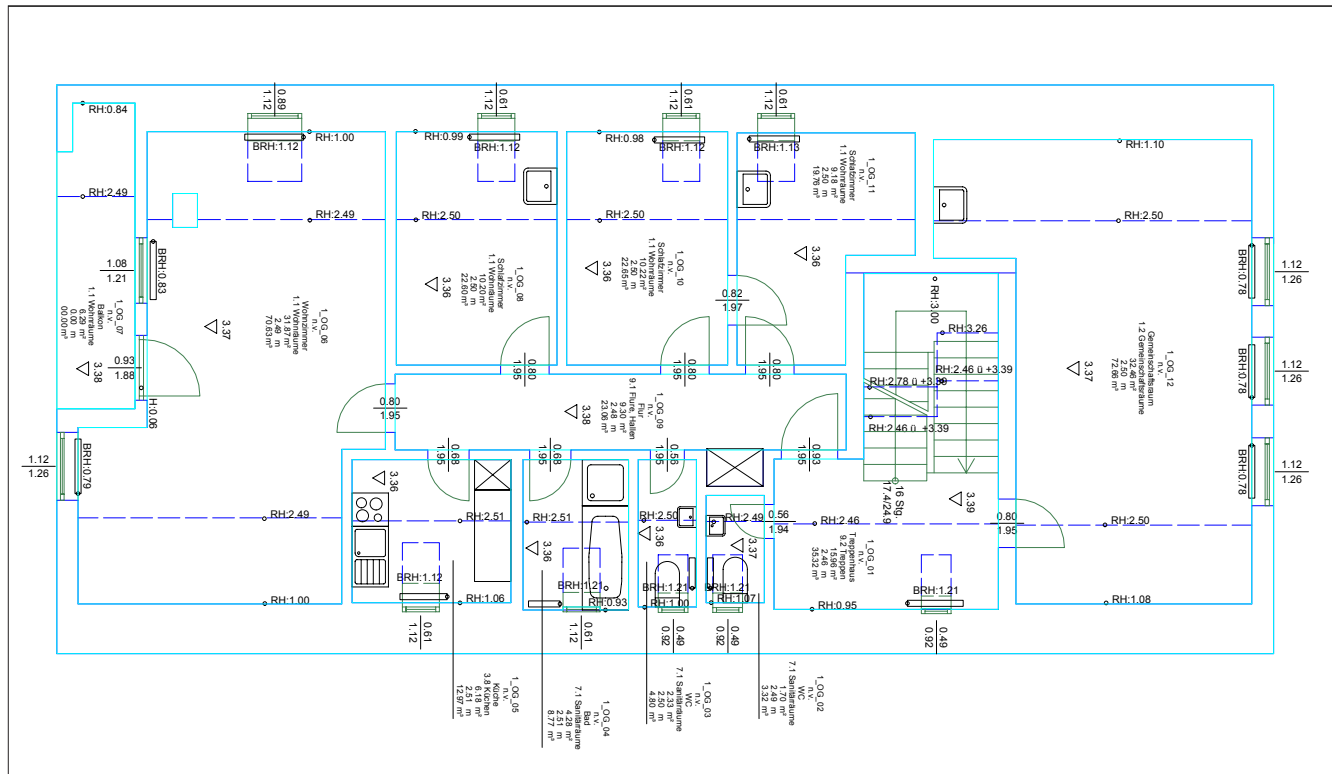 0.89
1.12
0.61
1.12
0.61
1.12
0.61
1.12
RH:0.84
RH:1.00
BRH:1.12
RH:0.99
BRH:1.12
RH:0.98
BRH:1.12
BRH:1.13
RH:1.10
1_OG_11
n.v.
Schlafzimmer
1.1 Wohnräume
9.18 m²
2.50 m
19.76 m³
RH:2.49
RH:2.49
RH:2.50
RH:2.50
RH:2.50
BRH:0.83
1.08
1.21
3.36
3.36
3.36
1_OG_08
n.v.
Schlafzimmer
1.1 Wohnräume
10.20 m²
2.50 m
22.60 m³
1_OG_10
n.v.
Schlafzimmer
1.1 Wohnräume
10.22 m²
2.50 m
22.65 m³
0.82
1.97
RH:3.00
BRH:0.78
1.12
1.26
1_OG_07
n.v.
Balkon
1.1 Wohnräume
6.29 m²
0.00 m
00.00 m³
1_OG_06
n.v.
Wohnzimmer
1.1 Wohnräume
31.87 m²
2.49 m
70.63 m³
3.37
RH:3.26
1_OG_12
n.v.
Gemeinschaftsraum
1.2 Gemeinschaftsräume
32.46 m²
2.50 m
72.66 m³
3.37
0.93
1.88
3.38
H:0.06
0.80
1.95
0.80
1.95
0.80
1.95
RH:2.46 ü +3.39
RH:2.78 ü +3.39
BRH:0.78
1.12
1.26
0.80
1.95
1_OG_09
n.v.
Flur
9.1 Flure, Hallen
9.30 m²
2.48 m
23.06 m³
3.38
RH:2.46 ü +3.39
1.12
1.26
BRH:0.79
0.68
1.95
0.68
1.95
0.56
1.95
0.93
1.95
BRH:0.78
1.12
1.26
3.36
16 Stg.
17.4/24.9
3.39
RH:2.49
RH:2.51
RH:2.51
RH:2.50
RH:2.49
0.56
1.94
RH:2.46
0.80
1.95
RH:2.50
3.36
3.36
3.37
1_OG_01
n.v.
Treppenhaus
9.2 Treppen
15.96 m²
2.46 m
35.32 m³
BRH:1.12
BRH:1.21
BRH:1.21
BRH:1.21
BRH:1.21
RH:1.00
RH:1.06
RH:0.93
RH:1.00
RH:1.07
RH:0.95
RH:1.08
0.61
1.12
0.61
1.12
0.49
0.92
0.49
0.92
0.49
0.92
1_OG_05
n.v.
Küche
3.8 Küchen
6.18 m²
2.51 m
12.97 m³
1_OG_04
n.v.
Bad
7.1 Sanitärräume
4.28 m²
2.51 m
8.77 m³
1_OG_03
n.v.
WC
7.1 Sanitärräume
2.33 m²
2.50 m
4.80 m³
1_OG_02
n.v.
WC
7.1 Sanitärräume
1.70 m²
2.49 m
3.32 m³